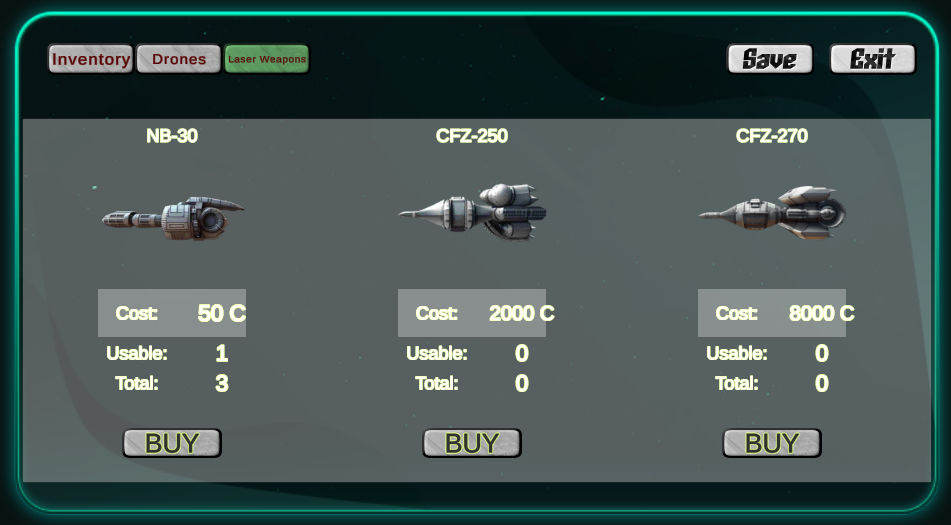 Inventory Drones Laser Weapons Save Exit
NB-30 CFZ-250 CFZ-270
Cost: 50 C Cost: 2000 C Cost: 8000 C
Usable: 1 Usable: 0 Usable: 0
Total: 3 Total: 0 Total: 0
BUY BUY BUY